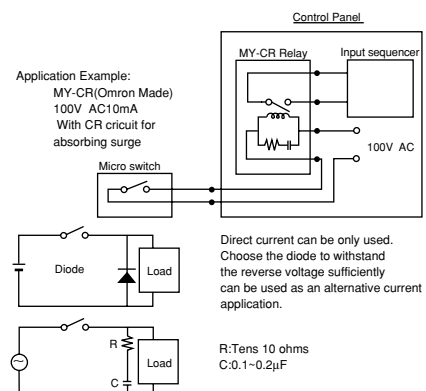 Control Panel
MY-CR Relay
Input sequencer
Application Example:
MY-CR(Omron Made)
100V AC10mA
With CR cricuit for
absorbing surge
100V AC
Micro switch
Direct current can be only used.
Choose the diode to withstand
the reverse voltage sufficiently
can be used as an alternative current
application.
Diode
Load
R
Load
C
R:Tens 10 ohms
C:0.1~0.2μF